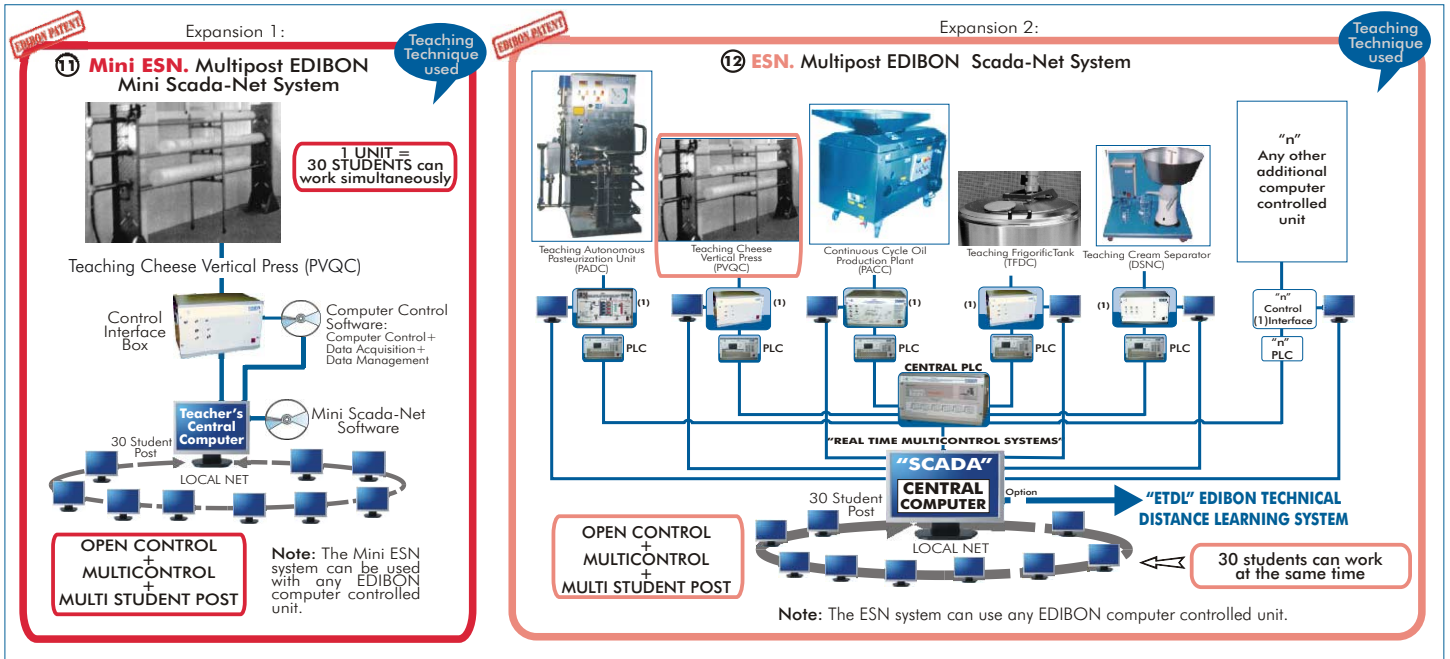 Expansion 1:
EDIBON PATENT
Teaching
Technique
used
11 Mini ESN. Multipost EDIBON
Mini Scada-Net System
1 UNIT =
30 STUDENTS can
work simultaneously
Teaching Cheese Vertical Press (PVQC)
Control
Interface
Box
Computer Control
Software:
Computer Control+
Data Acquisition+
Data Management
Teacher's
Central
Computer
Mini Scada-Net
Software
30 Student
Post
LOCAL NET
OPEN CONTROL
+
MULTICONTROL
+
MULTI STUDENT POST
Note: The Mini ESN
system can be used
with any EDIBON
computer controlled
unit.
Expansion 2:
EDIBON PATENT
Teaching
Technique
used
12 ESN. Multipost EDIBON Scada-Net System
Teaching Autonomous
Pasteurization Unit
(PADC)
Teaching Cheese
Vertical Press
(PVQC)
Continuous Cycle Oil
Production Plant
(PACC)
Teaching FrigorificTank
(TFDC)
Teaching Cream Separator
(DSNC)
"n"
Any other
additional
computer
controlled
unit
(1)
(1)
(1)
(1)
(1)
"n"
Control
(1)Interface
PLC
PLC
PLC
PLC
PLC
"n"
PLC
CENTRAL PLC
"REAL TIME MULTICONTROL SYSTEMS"
"SCADA"
CENTRAL
COMPUTER
Option
"ETDL" EDIBON TECHNICAL
DISTANCE LEARNING SYSTEM
30 Student
Post
LOCAL NET
OPEN CONTROL
+
MULTICONTROL
+
MULTI STUDENT POST
30 students can work
at the same time
Note: The ESN system can use any EDIBON computer controlled unit.